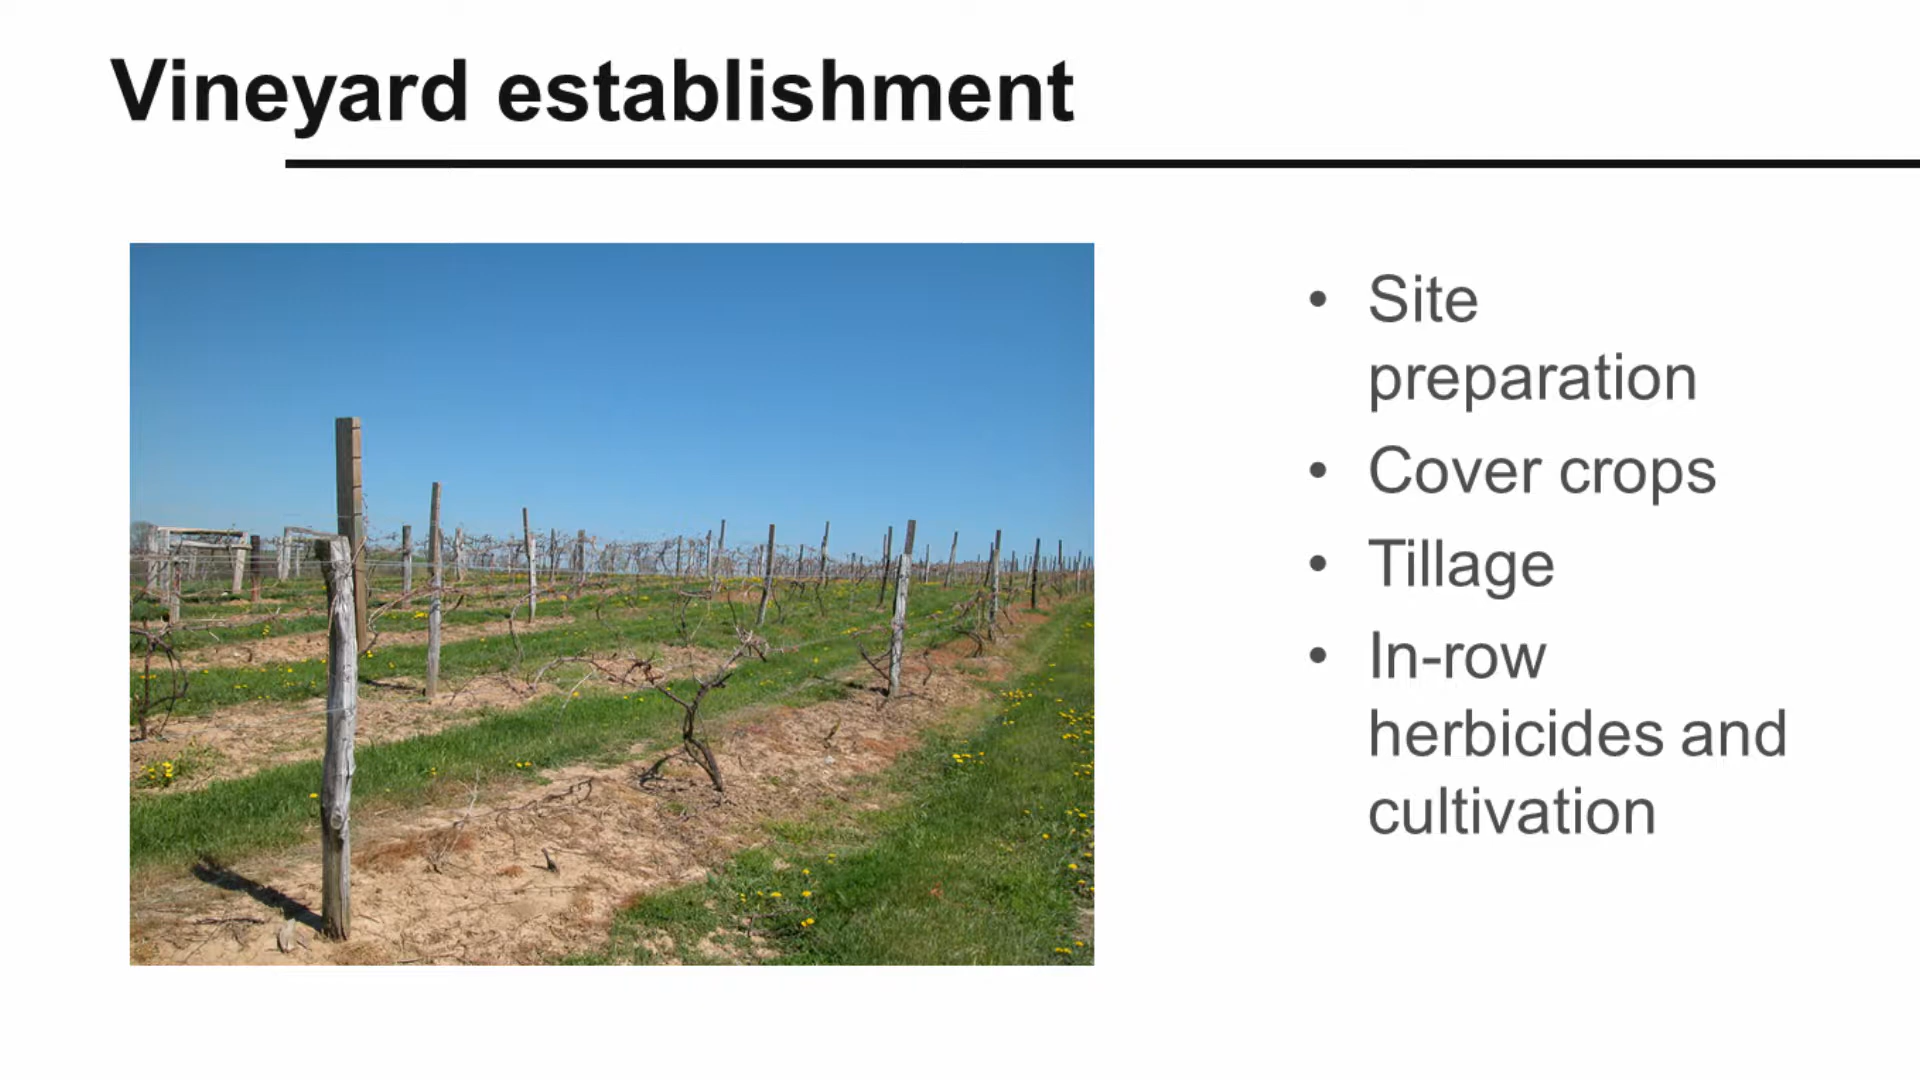 Vineyard establishment
• Site
preparation
• Cover crops
• Tillage
• In-row
herbicides and
cultivation